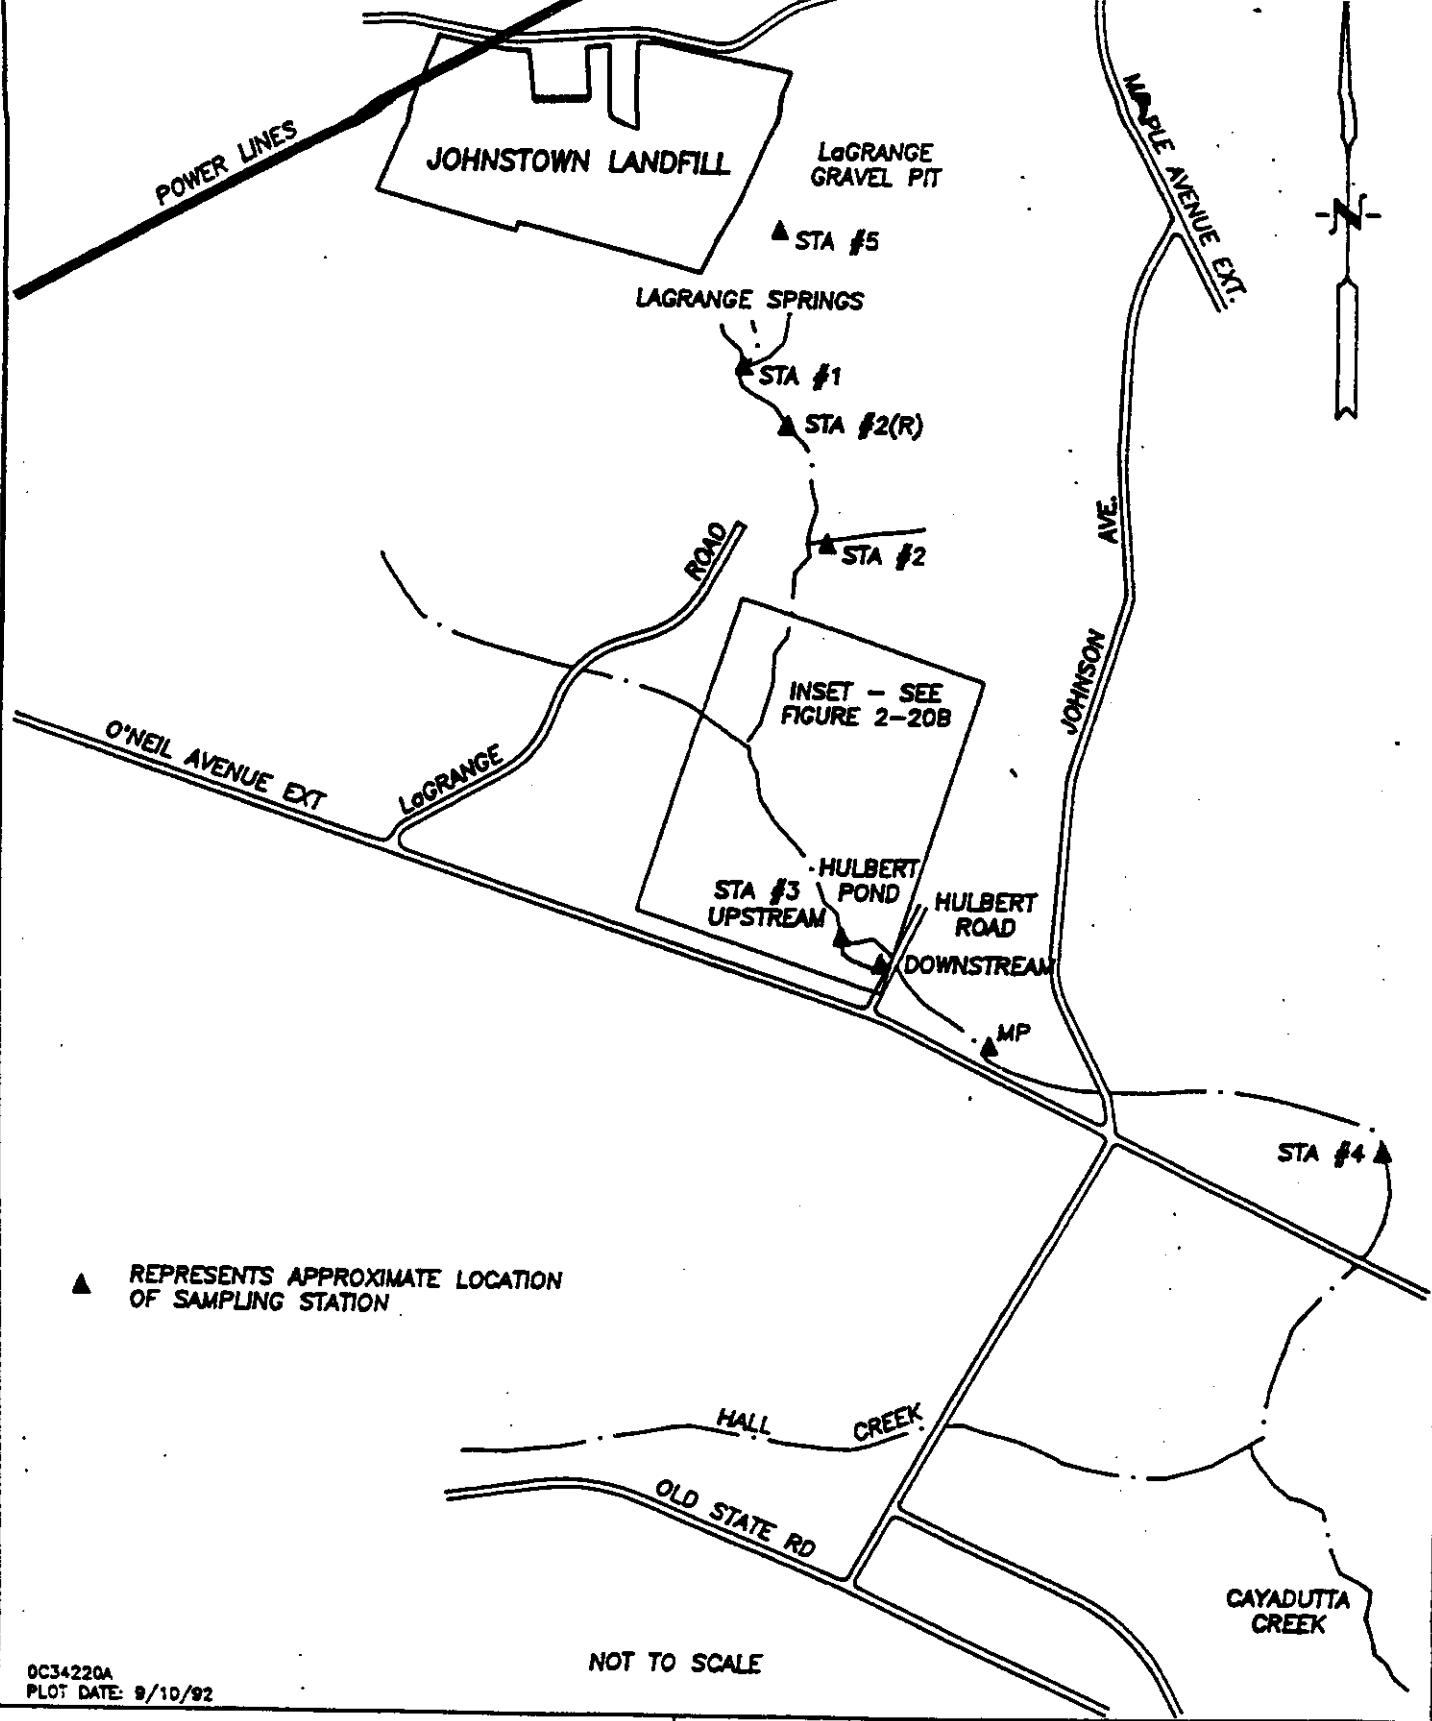 POWER LINES
JOHNSTOWN LANDFILL
LaGRANGE
GRAVEL PIT
MAPLE AVENUE EXT.
N
STA #5
LAGRANGE SPRINGS
STA #1
STA #2(R)
STA #2
ROAD
LaGRANGE
JOHNSON
AVE.
INSET - SEE
FIGURE 2-20B
O'NEIL AVENUE EXT
HULBERT
POND
STA #3
UPSTREAM
HULBERT
ROAD
DOWNSTREAM
MP
STA #4
REPRESENTS APPROXIMATE LOCATION
OF SAMPLING STATION
HALL CREEK
OLD STATE RD
CAYADUTTA
CREEK
NOT TO SCALE
0C34220A
PLOT DATE: 9/10/92